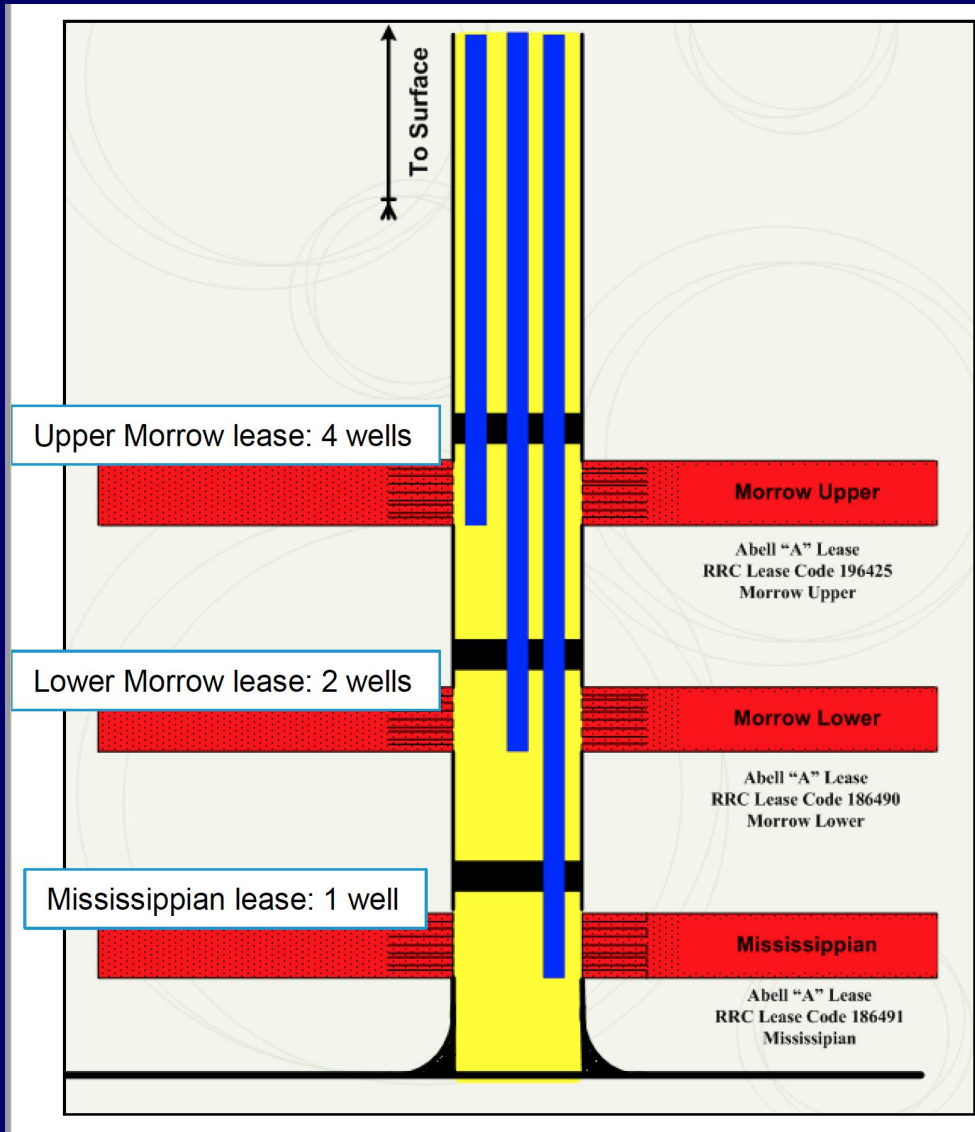 To Surface
Upper Morrow lease: 4 wells
Morrow Upper
Abell “A” Lease
RRC Lease Code 196425
Morrow Upper
Lower Morrow lease: 2 wells
Morrow Lower
Abell “A” Lease
RRC Lease Code 186490
Morrow Lower
Mississippian lease: 1 well
Mississippian
Abell “A” Lease
RRC Lease Code 186491
Missisipian